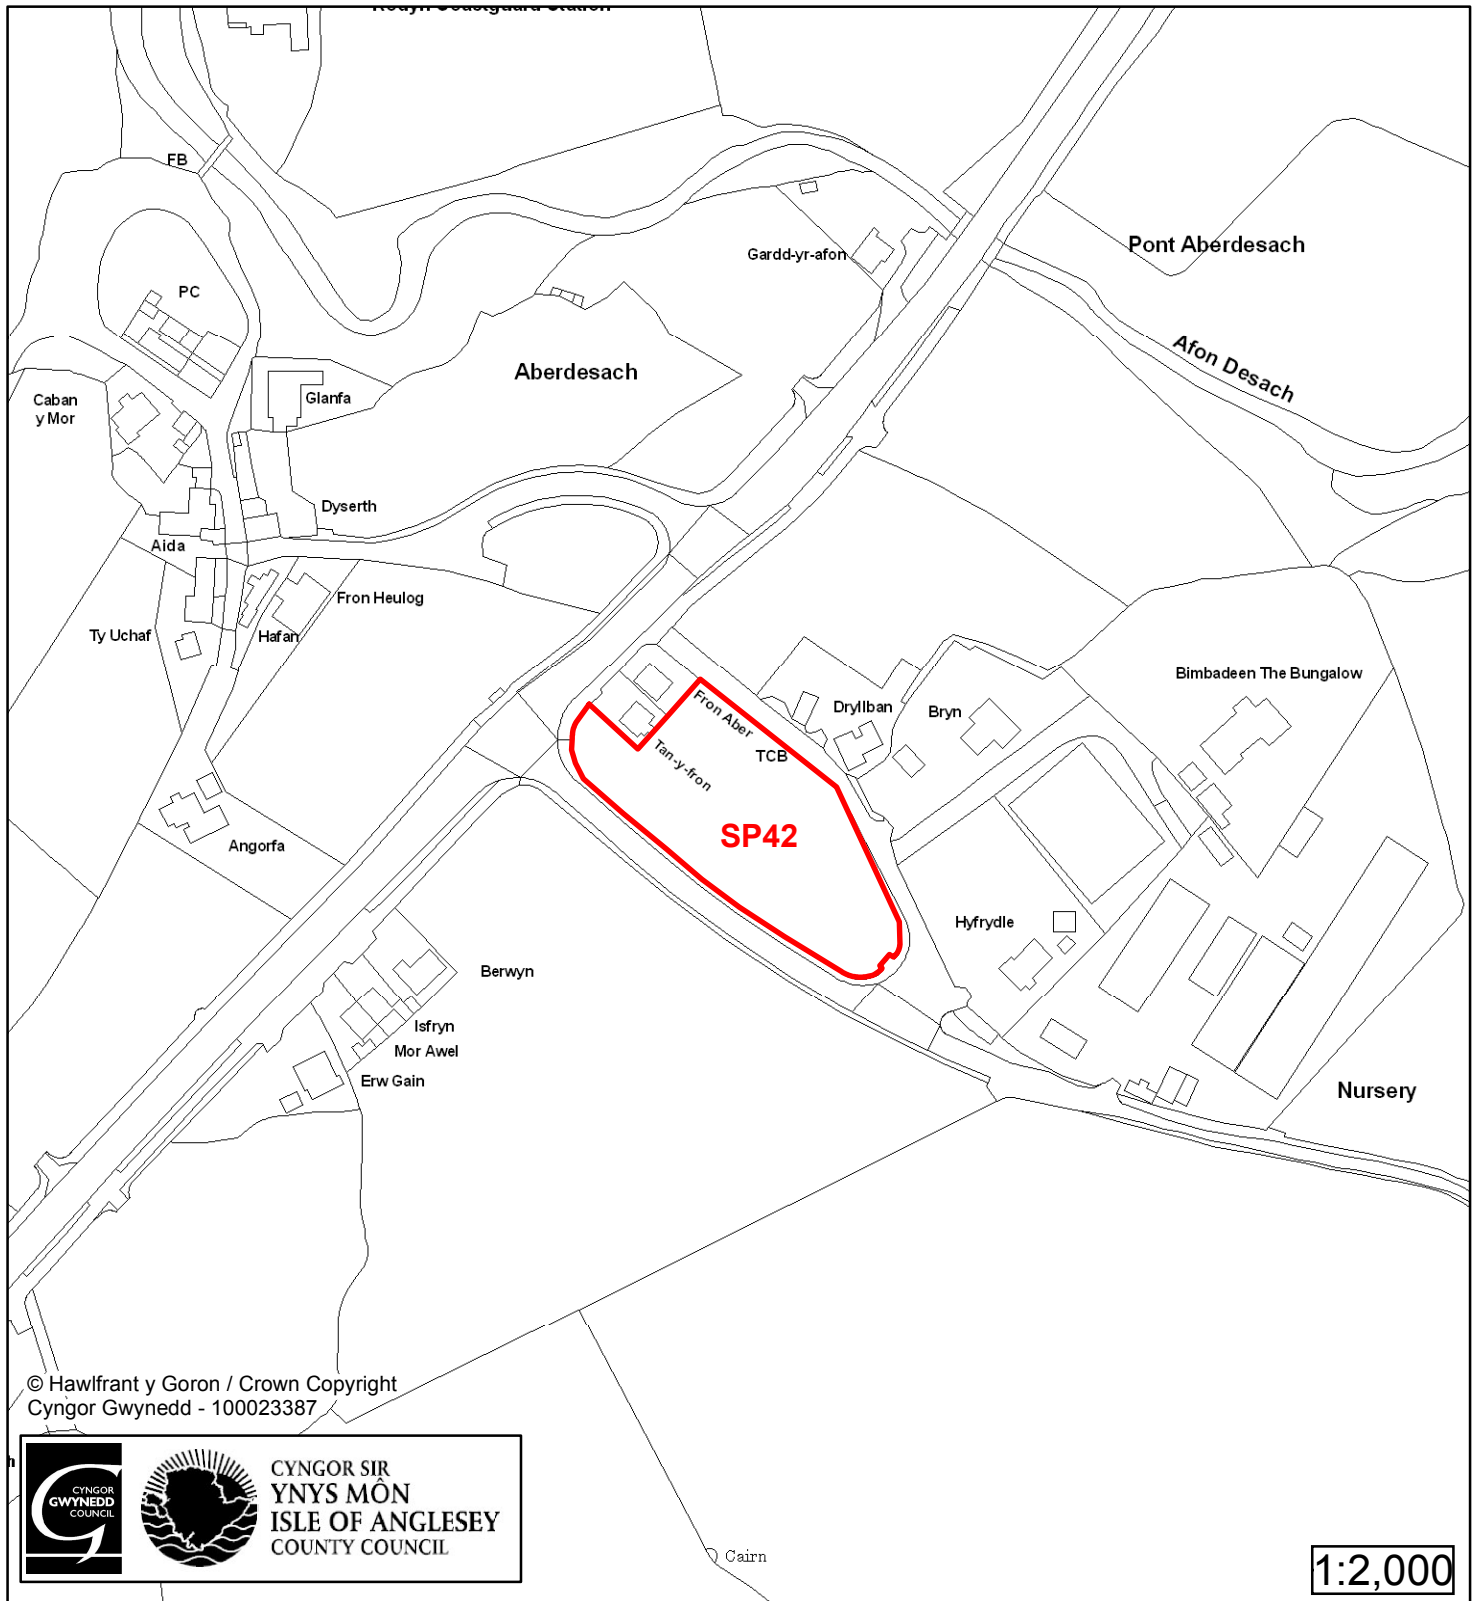 FB
PC
Gardd-yr-afon
Pont Aberdesach
Afon Desach
Aberdesach
Caban
y Mor
Glanfa
Dyserth
Aida
Fron Heulog
Ty Uchaf
Hafan
Bimbadeen The Bungalow
Dryllban
Bryn
Fron Aber
TCB
Tan-y-fron
SP42
Angorfa
Hyfrydle
Berwyn
Isfryn
Mor Awel
Erw Gain
Nursery
© Hawlfraint y Goron / Crown Copyright
Cyngor Gwynedd - 100023387
CYNGOR
GWYNEDD
COUNCIL
CYNGOR SIR
YNYS MÔN
ISLE OF ANGLESEY
COUNTY COUNCIL
Cairn
1:2,000